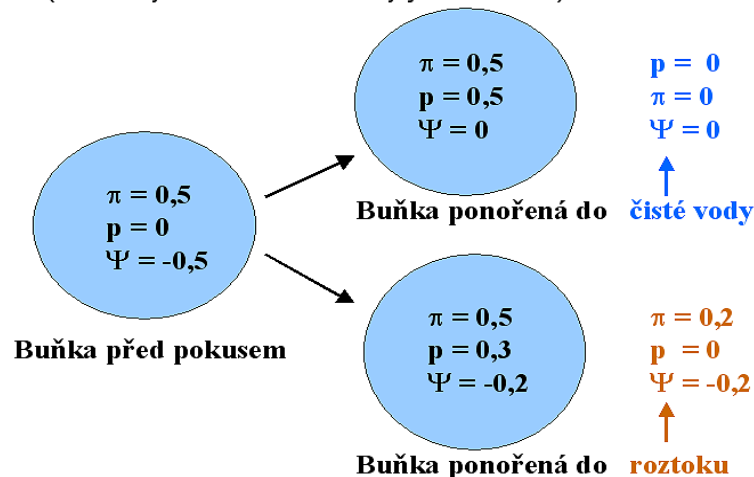 π = 0,5
p = 0,5
Ψ = 0
p = 0
π = 0
Ψ = 0
Buňka ponořená do čisté vody
π = 0,5
p = 0
Ψ = -0,5
Buňka před pokusem
π = 0,5
p = 0,3
Ψ = -0,2
π = 0,2
p = 0
Ψ = -0,2
Buňka ponořená do roztoku